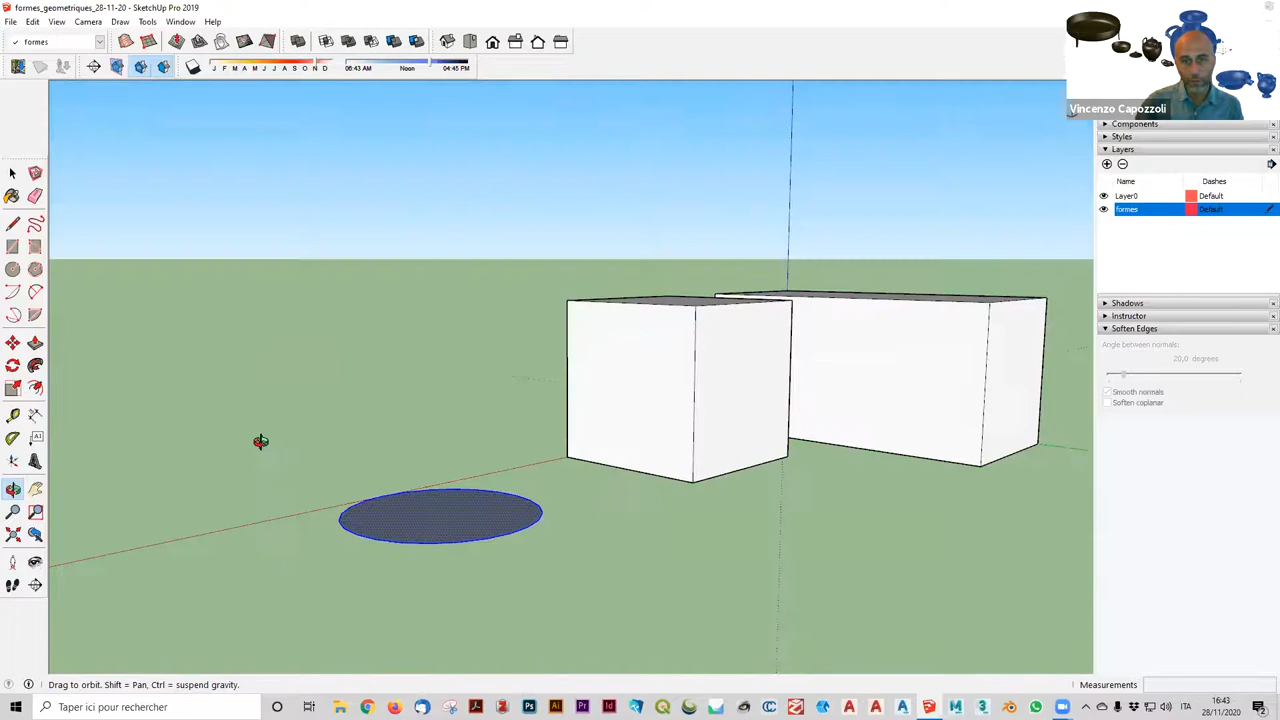 formes_geometriques_28-11-20 - SketchUp Pro 2019
File Edit View Camera Draw Tools Window Help
formes
J F M A M J J A S O N D
06:43 AM Noon 04:45 PM
Vincenzo Capozzoli
Components
Styles
Layers
Name Dashes
Layer0 Default
formes Default
Shadows
Instructor
Soften Edges
Angle between normals:
20,0 degrees
Smooth normals
Soften coplanar
Drag to orbit. Shift = Pan, Ctrl = suspend gravity.
Measurements
Taper ici pour rechercher
ITA
16:43
28/11/2020